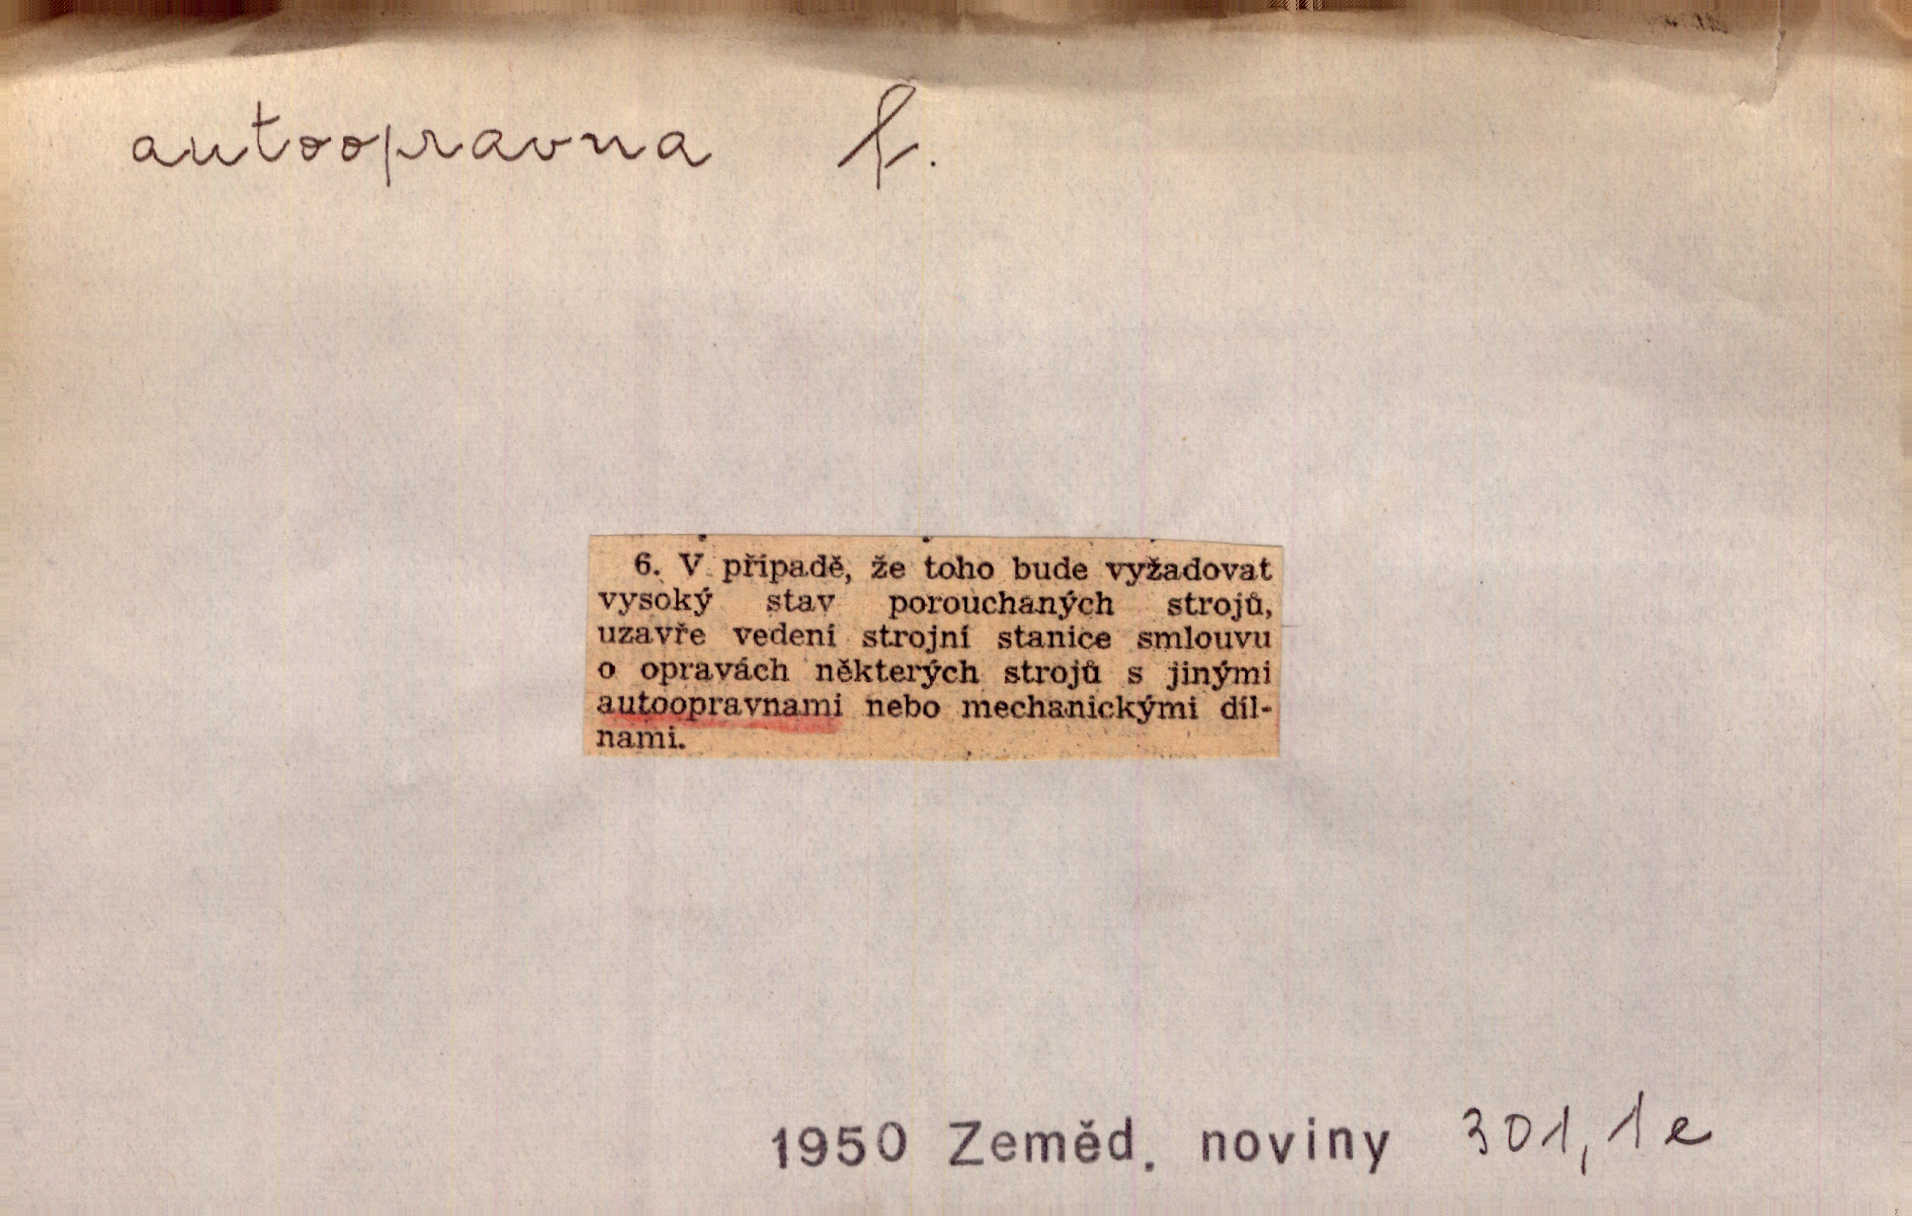 autoopravna f.
6. V případě, že toho bude vyžadovat
vysoký stav porouchaných strojů,
uzavře vedení strojní stanice smlouvu
o opravách některých strojů s jinými
autoopravnami nebo mechanickými díl-
nami.
1950 Zeměd. noviny 301, 1e